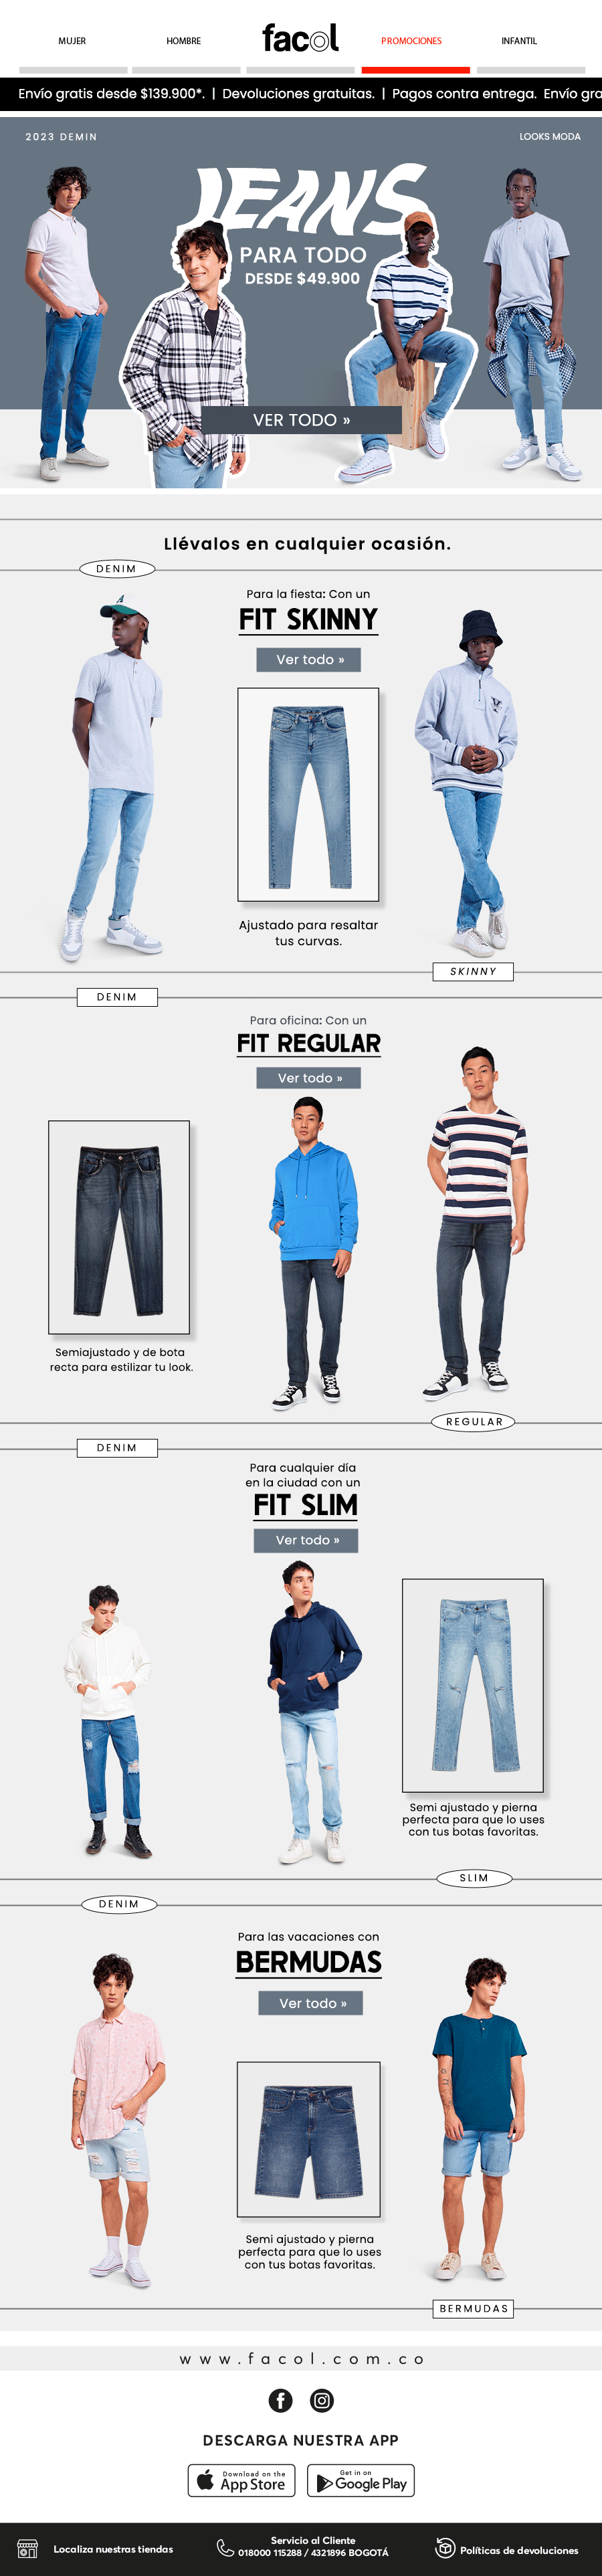 MUJER
HOMBRE
facol
PROMOCIONES
INFANTIL
Envío gratis desde $139.900*. | Devoluciones gratuitas. | Pagos contra entrega. Envío gra
2023 DEMIN
LOOKS MODA
JEANS
PARA TODO
DESDE $49.900
VER TODO »
Llévalos en cualquier ocasión.
DENIM
Para la fiesta: Con un
FIT SKINNY
Ver todo »
A
Ajustado para resaltar
tus curvas.
SKINNY
DENIM
Para oficina: Con un
FIT REGULAR
Ver todo »
Semiajustado y de bota
recta para estilizar tu look.
REGULAR
DENIM
Para cualquier día
en la ciudad con un
FIT SLIM
Ver todo »
Semi ajustado y pierna
perfecta para que lo uses
con tus botas favoritas.
SLIM
DENIM
Para las vacaciones con
BERMUDAS
Ver todo »
Semi ajustado y pierna
perfecta para que lo uses
con tus botas favoritas.
BERMUDAS
www.facol.com.co
DESCARGA NUESTRA APP
Download on the
App Store
Get in on
Google Play
Localiza nuestras tiendas
Servicio al Cliente
018000 115288 / 4321896 BOGOTÁ
Políticas de devoluciones